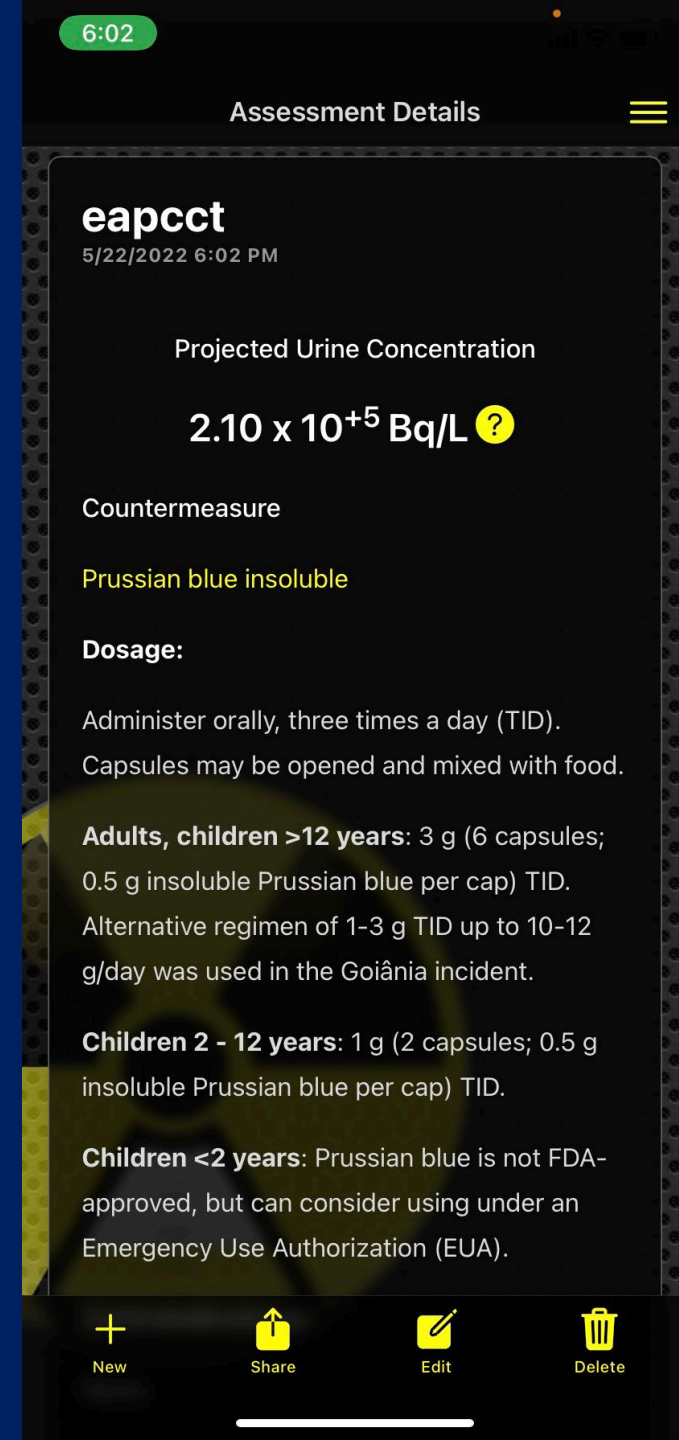 6:02
Assessment Details
eapcct
5/22/2022 6:02 PM
Projected Urine Concentration
2.10 x 10⁺⁵ Bq/L ?
Countermeasure
Prussian blue insoluble
Dosage:
Administer orally, three times a day (TID).
Capsules may be opened and mixed with food.
Adults, children >12 years: 3 g (6 capsules;
0.5 g insoluble Prussian blue per cap) TID.
Alternative regimen of 1-3 g TID up to 10-12
g/day was used in the Goiânia incident.
Children 2 - 12 years: 1 g (2 capsules; 0.5 g
insoluble Prussian blue per cap) TID.
Children <2 years: Prussian blue is not FDA-
approved, but can consider using under an
Emergency Use Authorization (EUA).
New Share Edit Delete